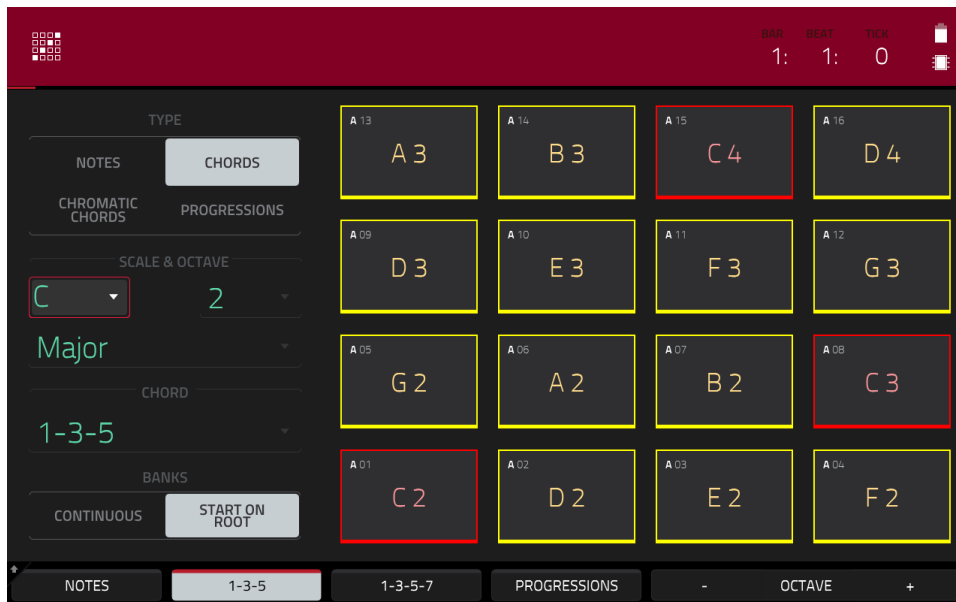 BAR BEAT TICK
1: 1: 0
TYPE
NOTES CHORDS
CHROMATIC
CHORDS
PROGRESSIONS
SCALE & OCTAVE
C 2
Major
CHORD
1-3-5
BANKS
CONTINUOUS
START ON
ROOT
A 13 A 14 A 15 A 16
A 3 B 3 C 4 D 4
A 09 A 10 A 11 A 12
D 3 E 3 F 3 G 3
A 05 A 06 A 07 A 08
G 2 A 2 B 2 C 3
A 01 A 02 A 03 A 04
C 2 D 2 E 2 F 2
NOTES 1-3-5 1-3-5-7 PROGRESSIONS - OCTAVE +